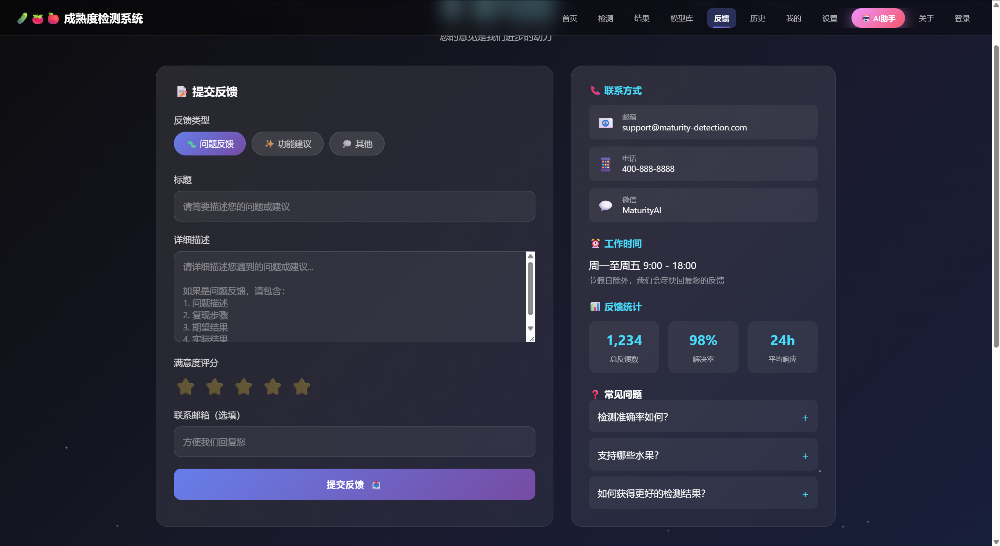 成熟度检测系统
首页
检测
结果
模型库
反馈
历史
我的
设置
AI助手
关于
登录
您的意见是我们进步的动力
提交反馈
反馈类型
问题反馈
功能建议
其他
标题
请简要描述您的问题或建议
详细描述
请详细描述您遇到的问题或建议...
如果是问题反馈，请包含：
1. 问题描述
2. 复现步骤
3. 期望结果
4. 实际结果
满意度评分
联系邮箱（选填）
方便我们回复您
提交反馈
联系方式
邮箱
support@maturity-detection.com
电话
400-888-8888
微信
MaturityAI
工作时间
周一至周五 9:00 - 18:00
节假日除外，我们会尽快回复您的反馈
反馈统计
1,234
总反馈数
98%
解决率
24h
平均响应
常见问题
检测准确率如何？
+
支持哪些水果？
+
如何获得更好的检测结果？
+